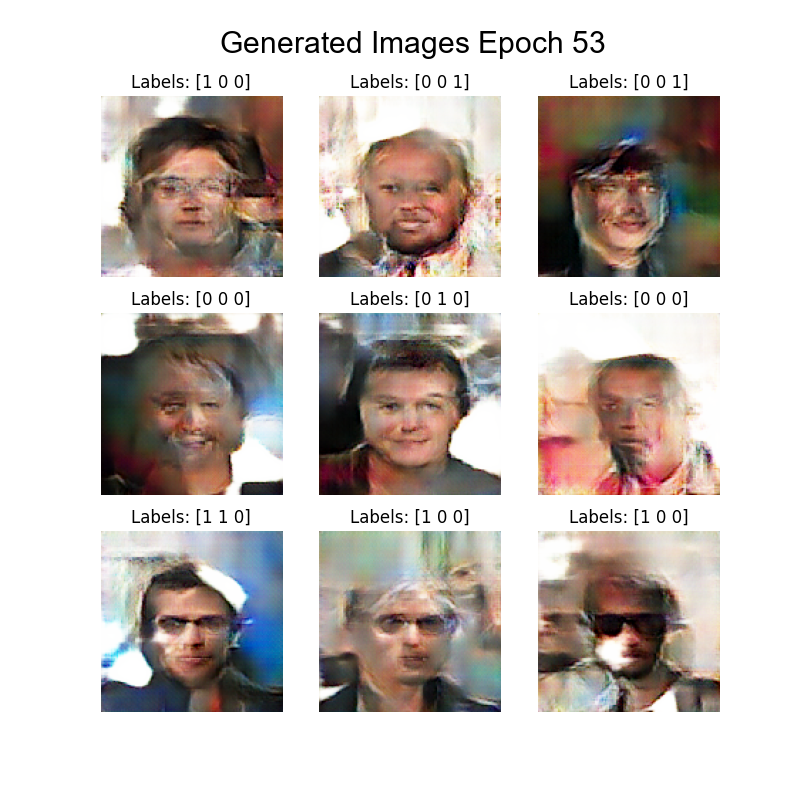 Generated Images Epoch 53
Labels: [1 0 0]
Labels: [0 0 1]
Labels: [0 0 1]
Labels: [0 0 0]
Labels: [0 1 0]
Labels: [0 0 0]
Labels: [1 1 0]
Labels: [1 0 0]
Labels: [1 0 0]